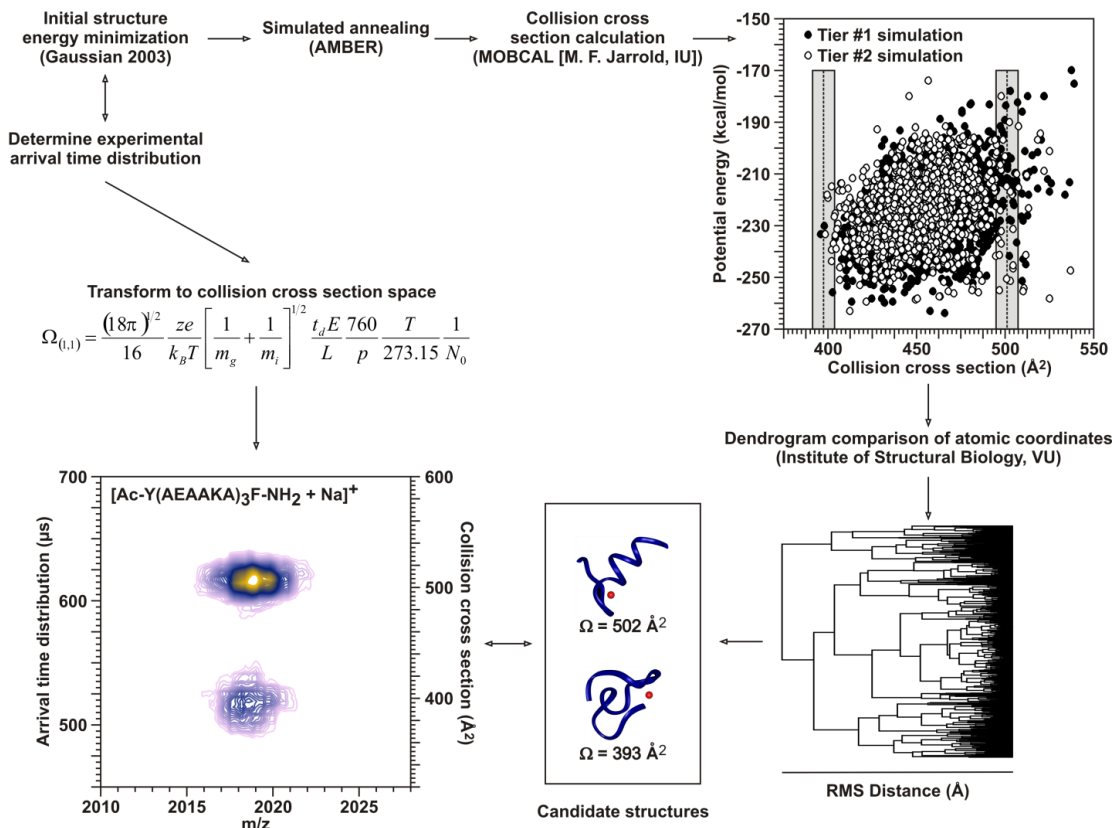 Initial structure
energy minimization
(Gaussian 2003)
Simulated annealing
(AMBER)
Collision cross
section calculation
(MOBCAL [M. F. Jarrold, IU])
Determine experimental
arrival time distribution
Transform to collision cross section space
Ω(1,1) = (18π)^1/2 / 16 ze / k_BT [1/m_g + 1/m_i]^1/2 t_dE / L 760 / p T / 273.15 1 / N_0
-150
-170
-190
-210
-230
-250
-270
Potential energy (kcal/mol)
● Tier #1 simulation
○ Tier #2 simulation
400 450 500 550
Collision cross section (Å²)
Dendrogram comparison of atomic coordinates
(Institute of Structural Biology, VU)
RMS Distance (Å)
Ω = 502 Å²
Ω = 393 Å²
Candidate structures
[Ac-Y(AEAAKA)₃F-NH₂ + Na]⁺
700
600
500
Arrival time distribution (µs)
600
500
400
Collision cross section (Å²)
2010 2015 2020 2025
m/z